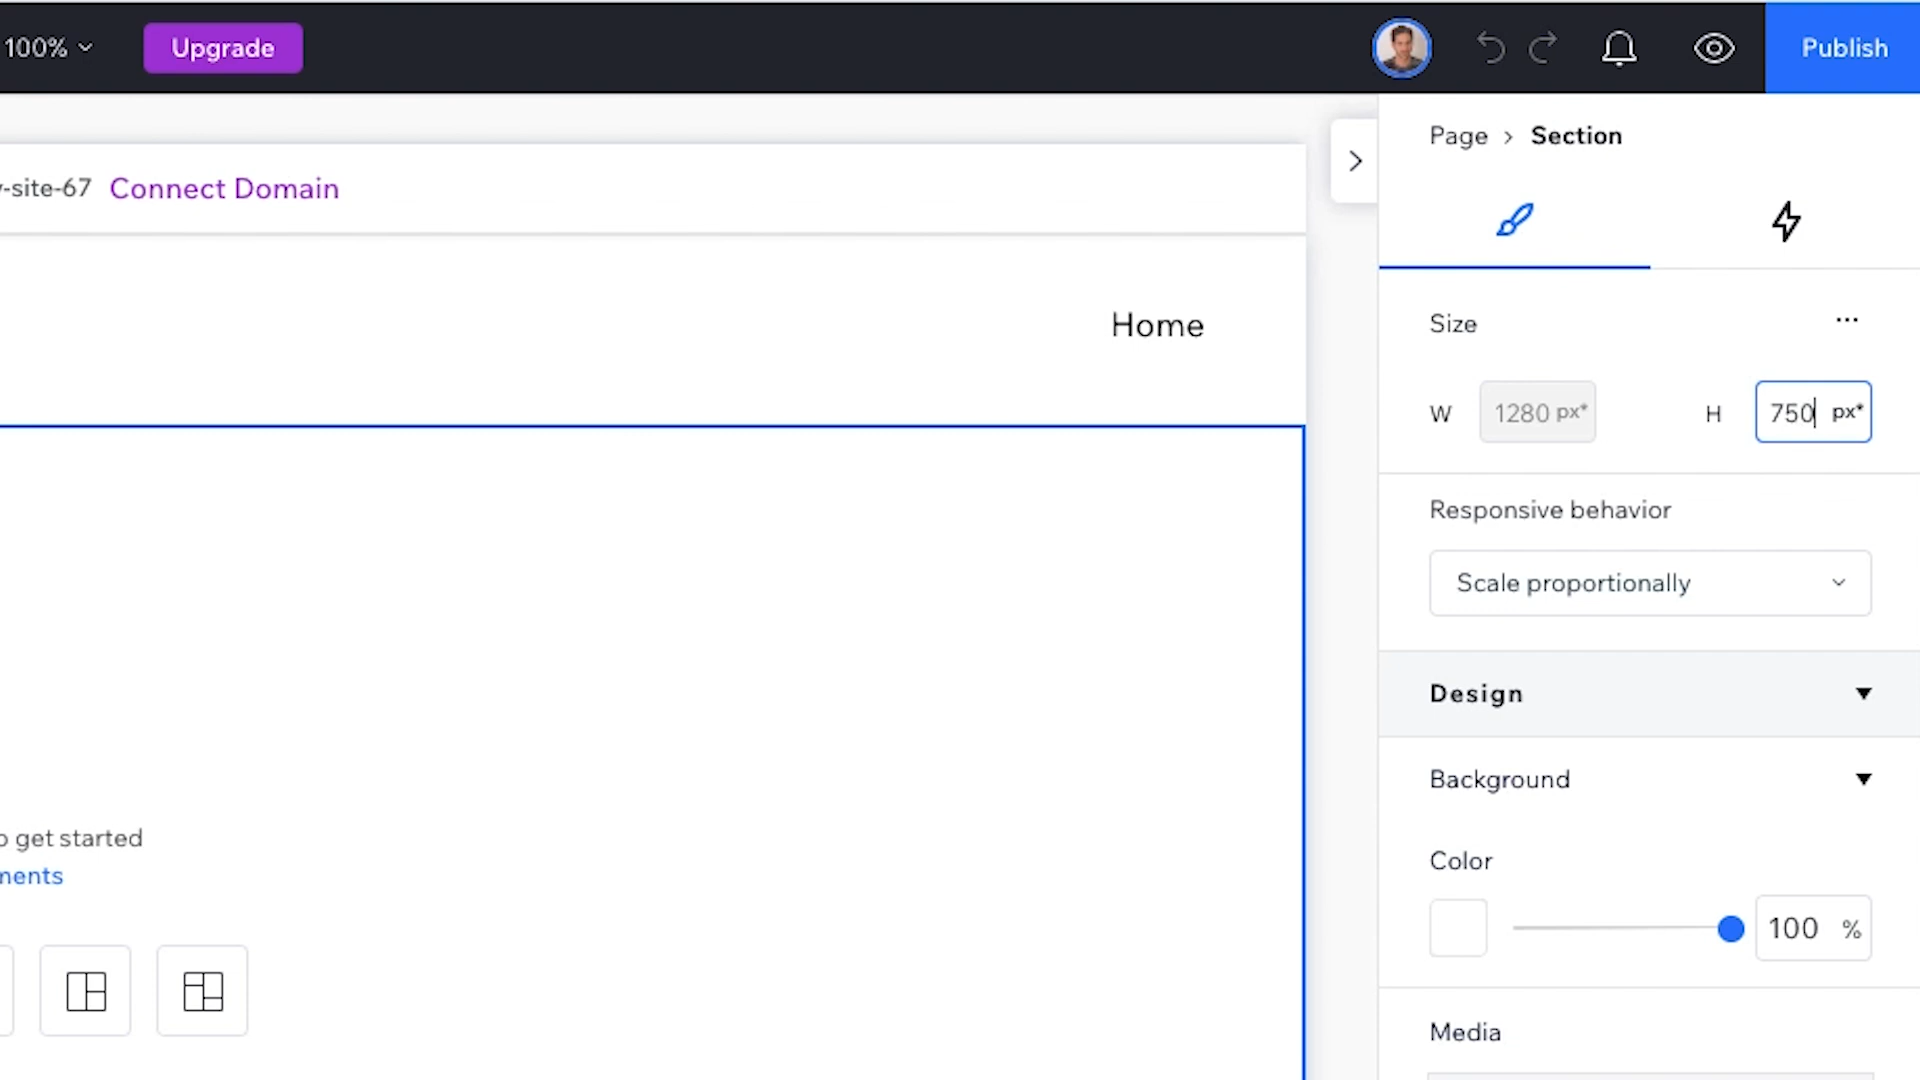 100%
Upgrade
Publish
Page > Section
-site-67 Connect Domain
Home
Size
...
W 1280 px* H 750 px*
Responsive behavior
Scale proportionally
Design
Background
get started
Color
100 %
Media